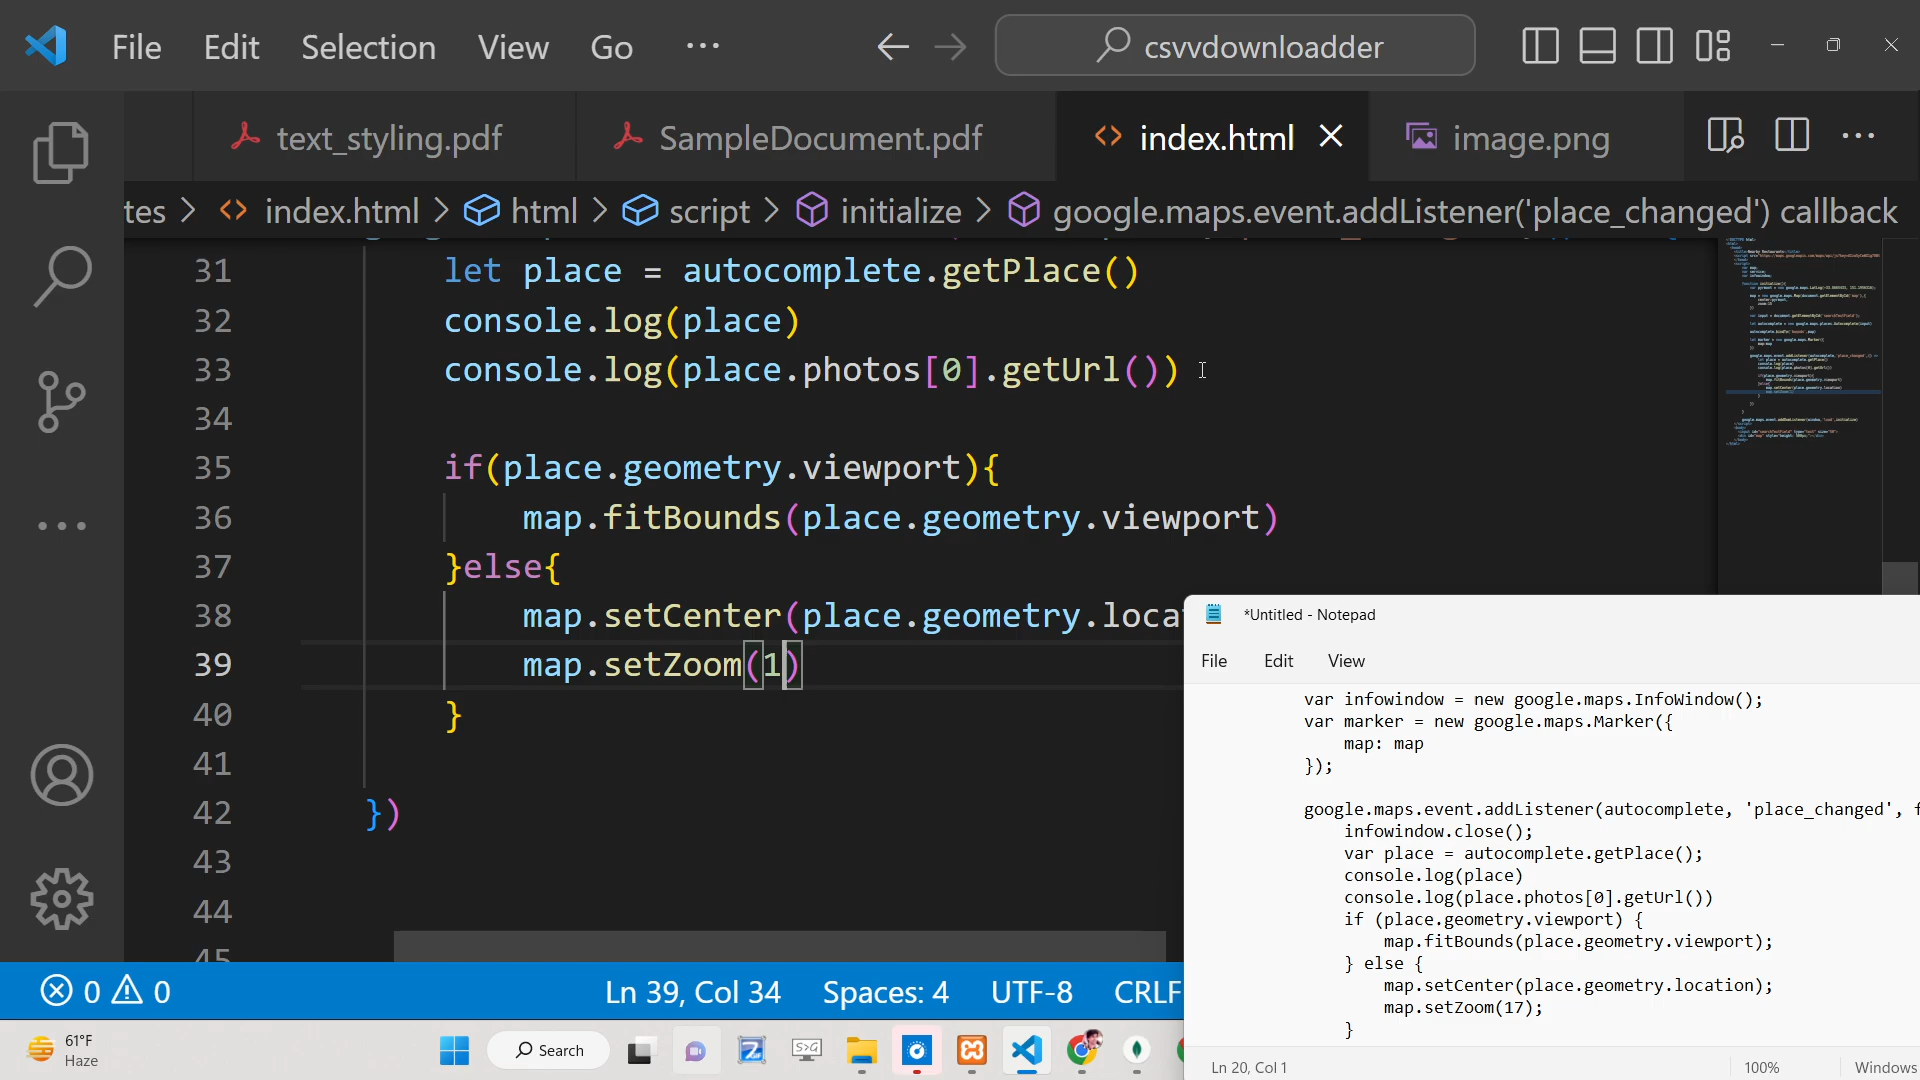 File Edit Selection View Go ...
csvvdownloadder
text_styling.pdf SampleDocument.pdf index.html image.png
tes > index.html > html > script > initialize > google.maps.event.addListener('place_changed') callback
31 let place = autocomplete.getPlace()
32 console.log(place)
33 console.log(place.photos[0].getUrl())
34
35 if(place.geometry.viewport){
36 map.fitBounds(place.geometry.viewport)
37 }else{
38 map.setCenter(place.geometry.locat
39 map.setZoom(1)
40 }
41
42 })
43
44
45
0 0 Ln 39, Col 34 Spaces: 4 UTF-8 CRLF
*Untitled - Notepad
File Edit View
var infowindow = new google.maps.InfoWindow();
var marker = new google.maps.Marker({
map: map
});
google.maps.event.addListener(autocomplete, 'place_changed', f
infowindow.close();
var place = autocomplete.getPlace();
console.log(place)
console.log(place.photos[0].getUrl())
if (place.geometry.viewport) {
map.fitBounds(place.geometry.viewport);
} else {
map.setCenter(place.geometry.location);
map.setZoom(17);
}
Ln 20, Col 1 100% Windows
61°F
Haze
Search